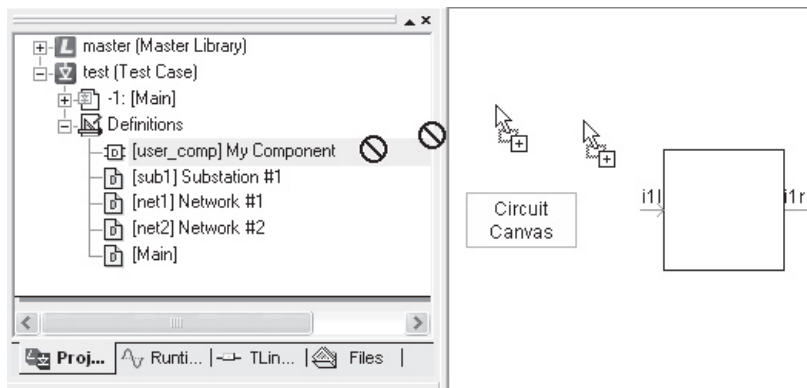 master (Master Library)
test (Test Case)
-1: [Main]
Definitions
[user_comp] My Component
[sub1] Substation #1
[net1] Network #1
[net2] Network #2
[Main]
Proj... Runti... TLin... Files
Circuit
Canvas
i1l
i1r